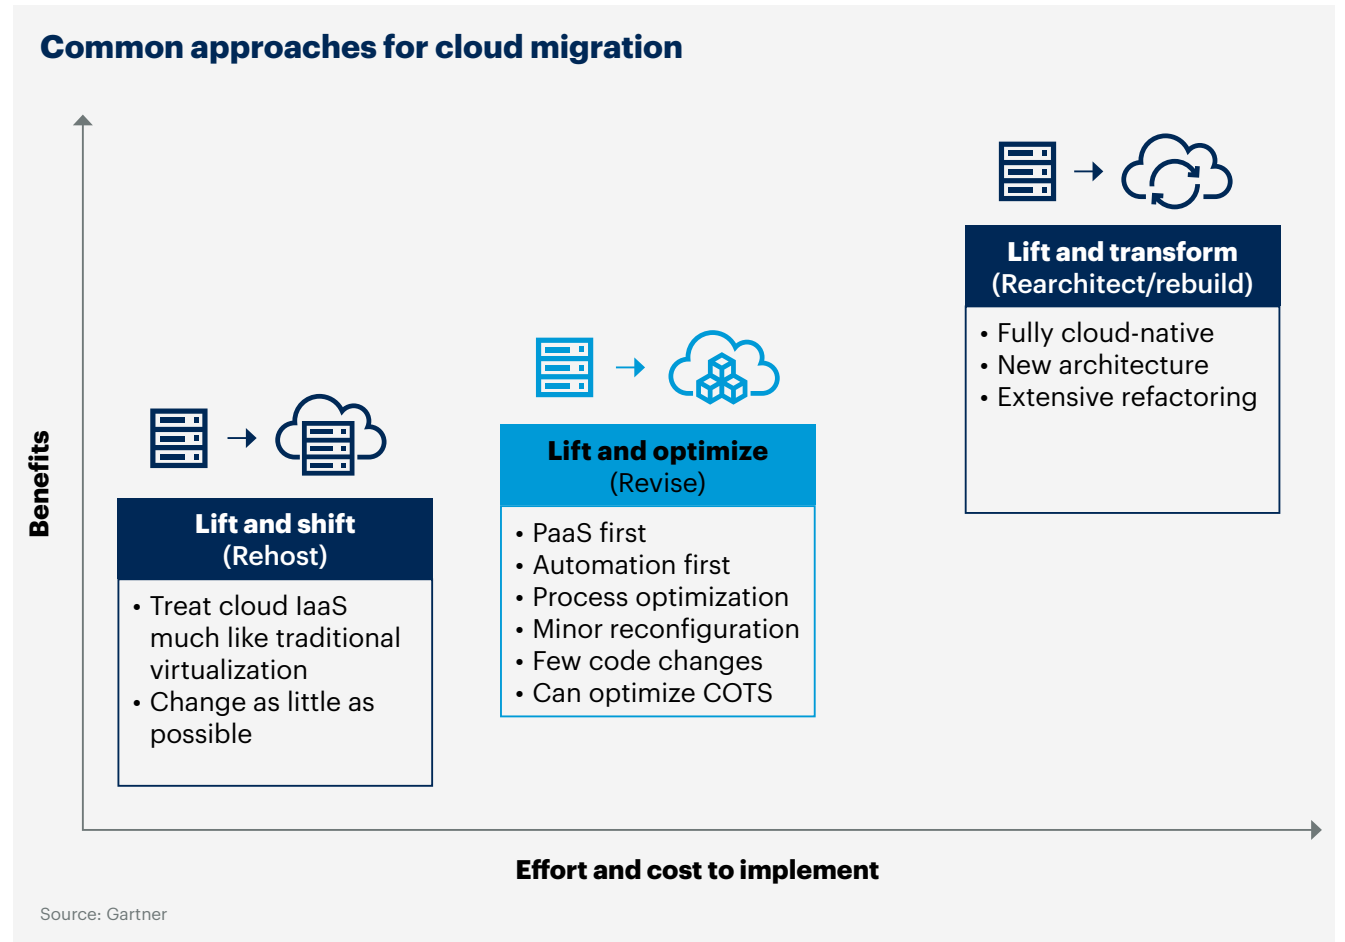 Common approaches for cloud migration
Benefits
Lift and shift
(Rehost)
• Treat cloud IaaS
much like traditional
virtualization
• Change as little as
possible
Lift and optimize
(Revise)
• PaaS first
• Automation first
• Process optimization
• Minor reconfiguration
• Few code changes
• Can optimize COTS
Lift and transform
(Rearchitect/rebuild)
• Fully cloud-native
• New architecture
• Extensive refactoring
Effort and cost to implement
Source: Gartner